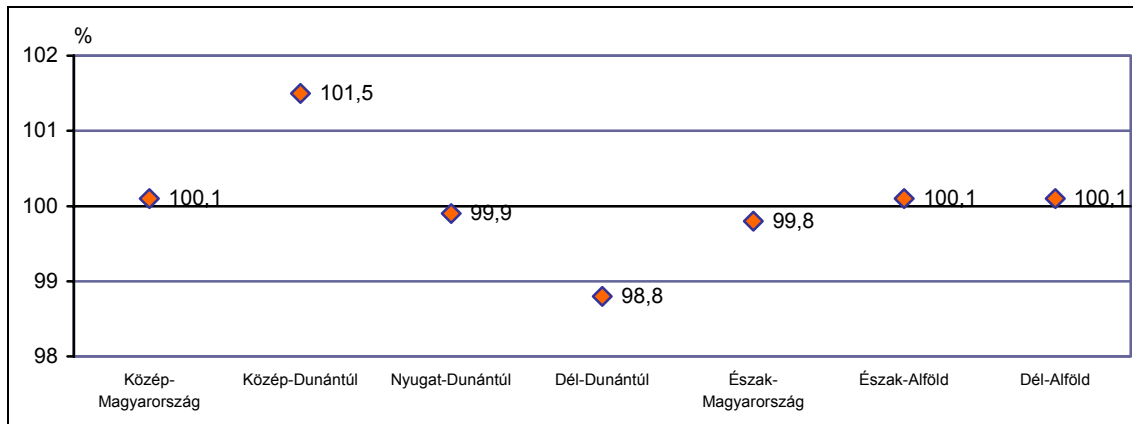 %
102
101,5
101
100,1
100,1
100,1
100
99,9
99,8
99
98,8
98
Közép-
Magyarország
Közép-Dunántúl
Nyugat-Dunántúl
Dél-Dunántúl
Észak-
Magyarország
Észak-Alföld
Dél-Alföld